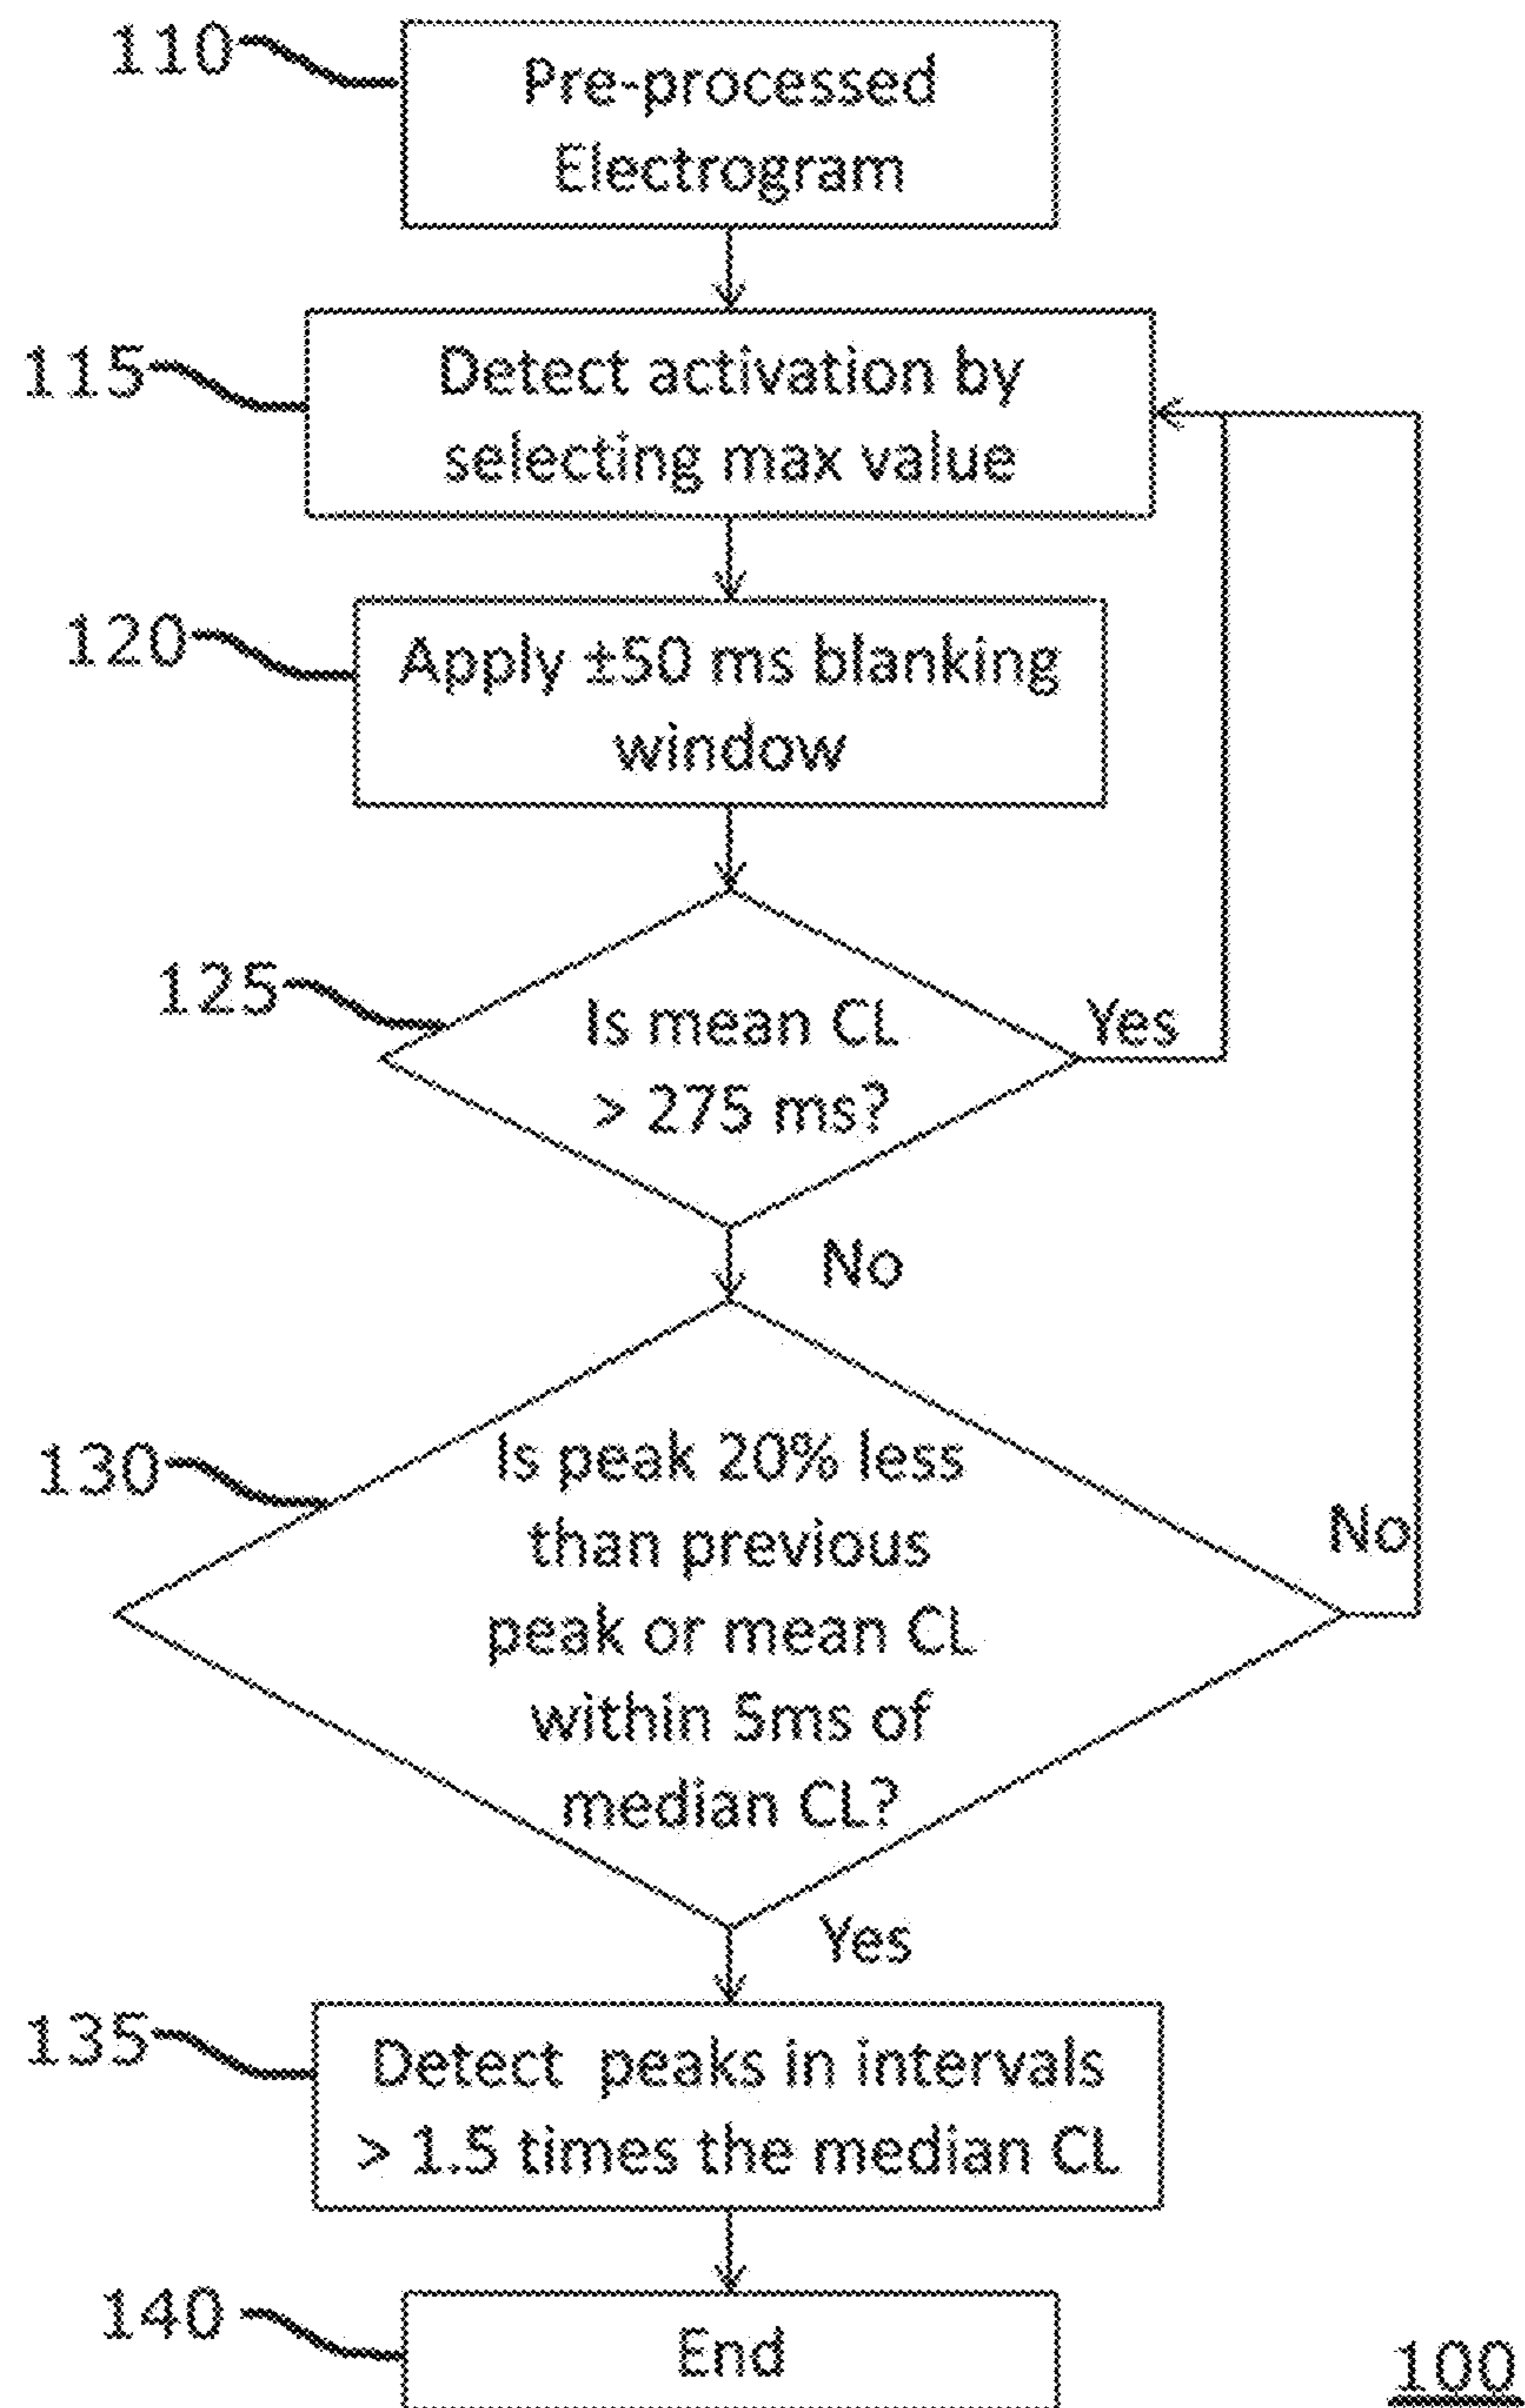 110
Pre-processed
Electrogram
115
Detect activation by
selecting max value
120
Apply ±50 ms blanking
window
125
Is mean CL
> 275 ms?
Yes
No
130
Is peak 20% less
than previous
peak or mean CL
within 5ms of
median CL?
No
Yes
135
Detect peaks in intervals
> 1.5 times the median CL
140
End
100